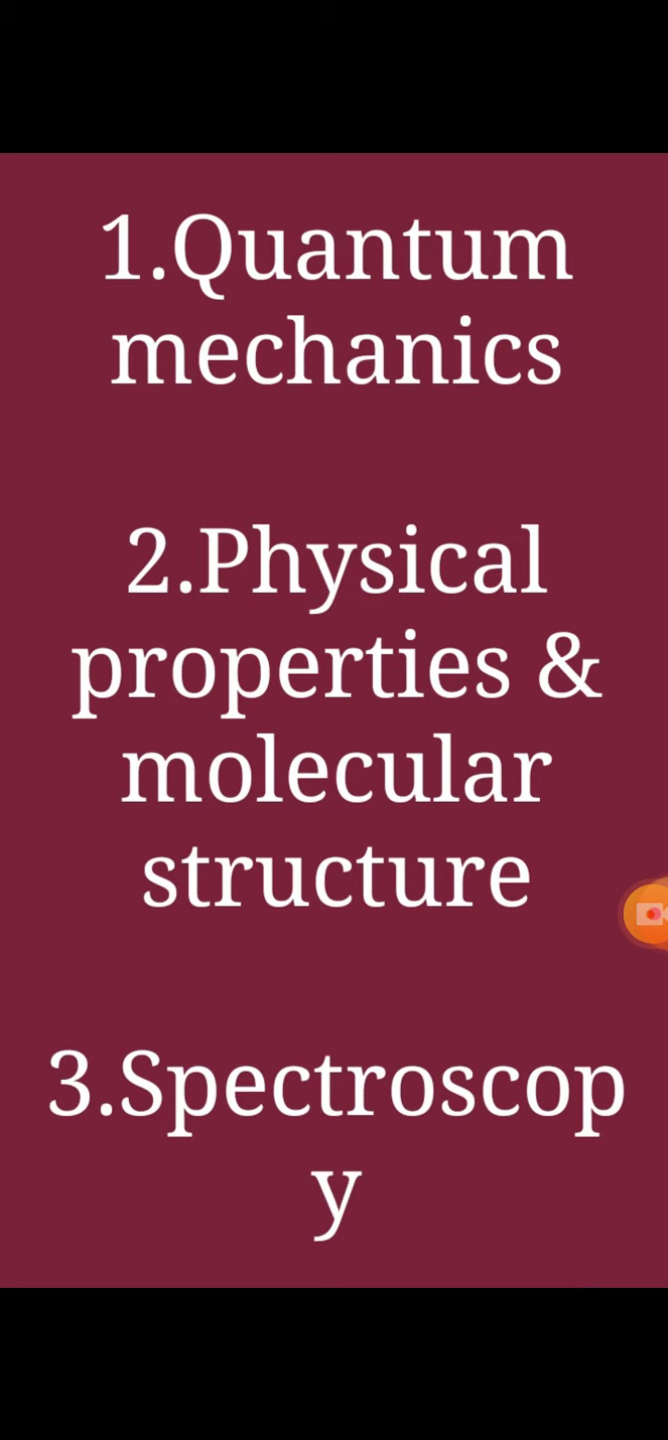 1.Quantum
mechanics
2.Physical
properties &
molecular
structure
3.Spectroscop
y